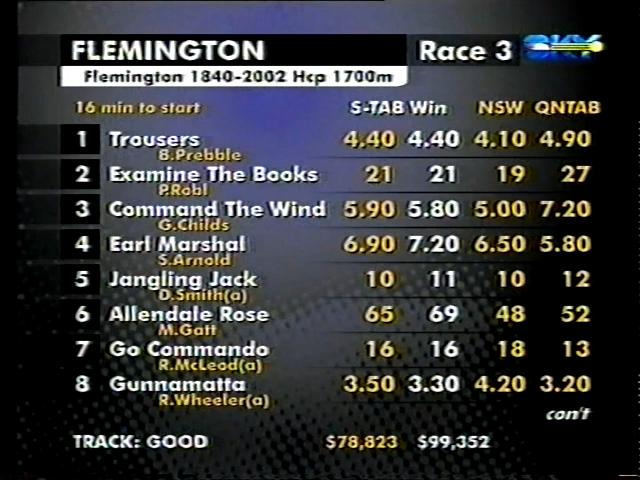 FLEMINGTON Race 3 SKY
Flemington 1840-2002 Hcp 1700m
16 min to start S-TAB Win NSW QNTAB
1 Trousers 4.40 4.40 4.10 4.90
B.Prebble
2 Examine The Books 21 21 19 27
P.Robl
3 Command The Wind 5.90 5.80 5.00 7.20
G.Childs
4 Earl Marshal 6.90 7.20 6.50 5.80
S.Arnold
5 Jangling Jack 10 11 10 12
D.Smith(a)
6 Allendale Rose 65 69 48 52
M.Gatt
7 Go Commando 16 16 18 13
R.McLeod(a)
8 Gunnamatta 3.50 3.30 4.20 3.20
R.Wheeler(a)
con't
TRACK: GOOD $78,823 $99,352